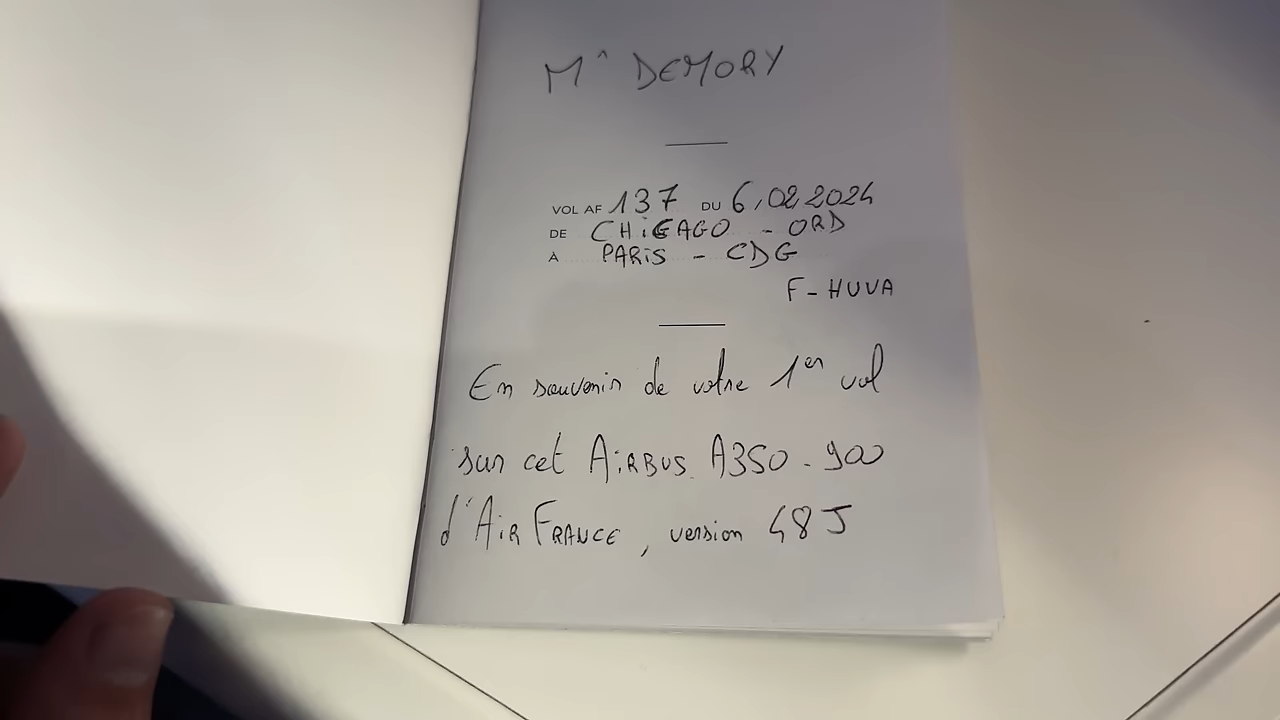 Mr DEMORY
VOL AF 137 DU 6.02.2024
DE CHICAGO - ORD
A PARIS - CDG
F-HUVA
En souvenir de votre 1er vol
sur cet AiRBUS A350-900
d'AiR FRANCE, version 48J